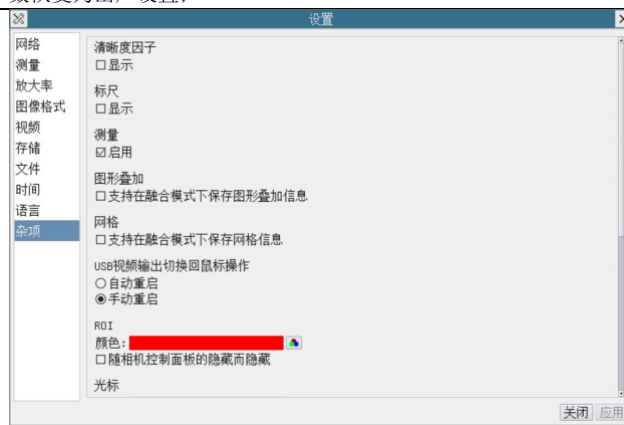 设置
网络
测量
放大率
图像格式
视频
存储
文件
时间
语言
杂项
清晰度因子
显示
标尺
显示
测量
启用
图形叠加
支持在融合模式下保存图形叠加信息
网格
支持在融合模式下保存网格信息
USB视频输出切换回鼠标操作
自动重启
手动重启
ROI
颜色:
随相机控制面板的隐藏而隐藏
光标
关闭 应用